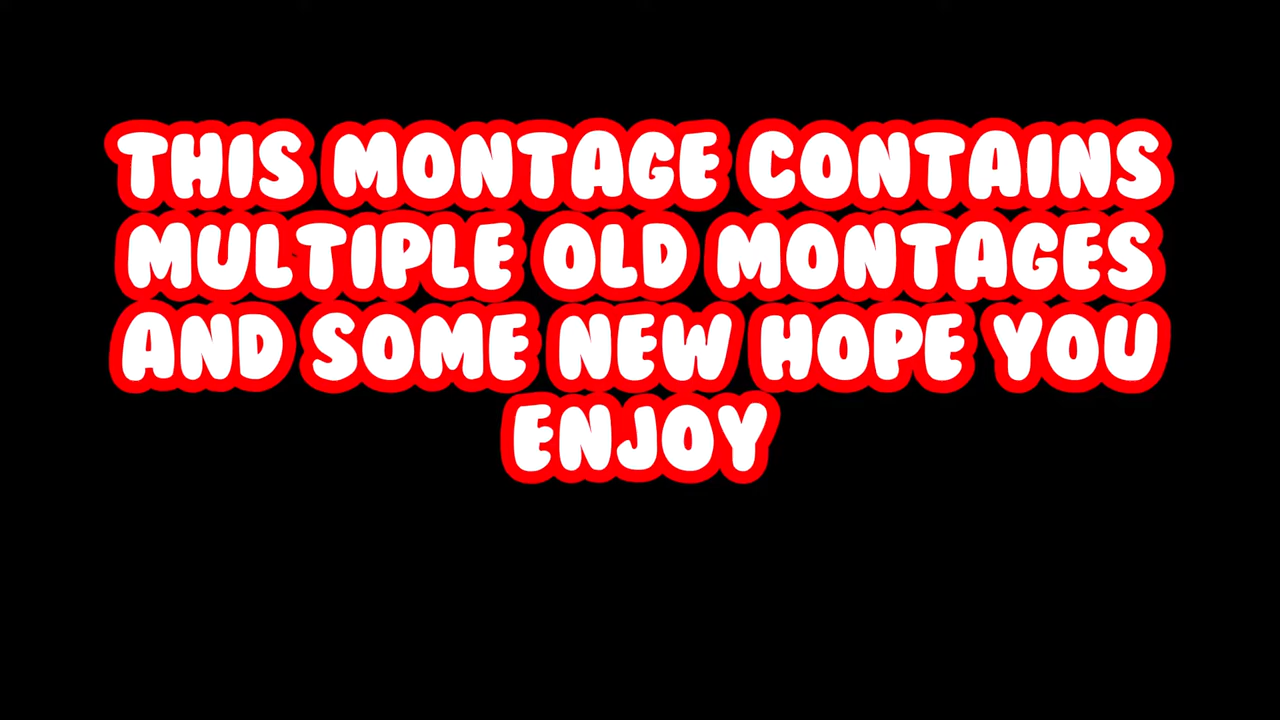 THIS MONTAGE CONTAINS
MULTIPLE OLD MONTAGES
AND SOME NEW HOPE YOU
ENJOY